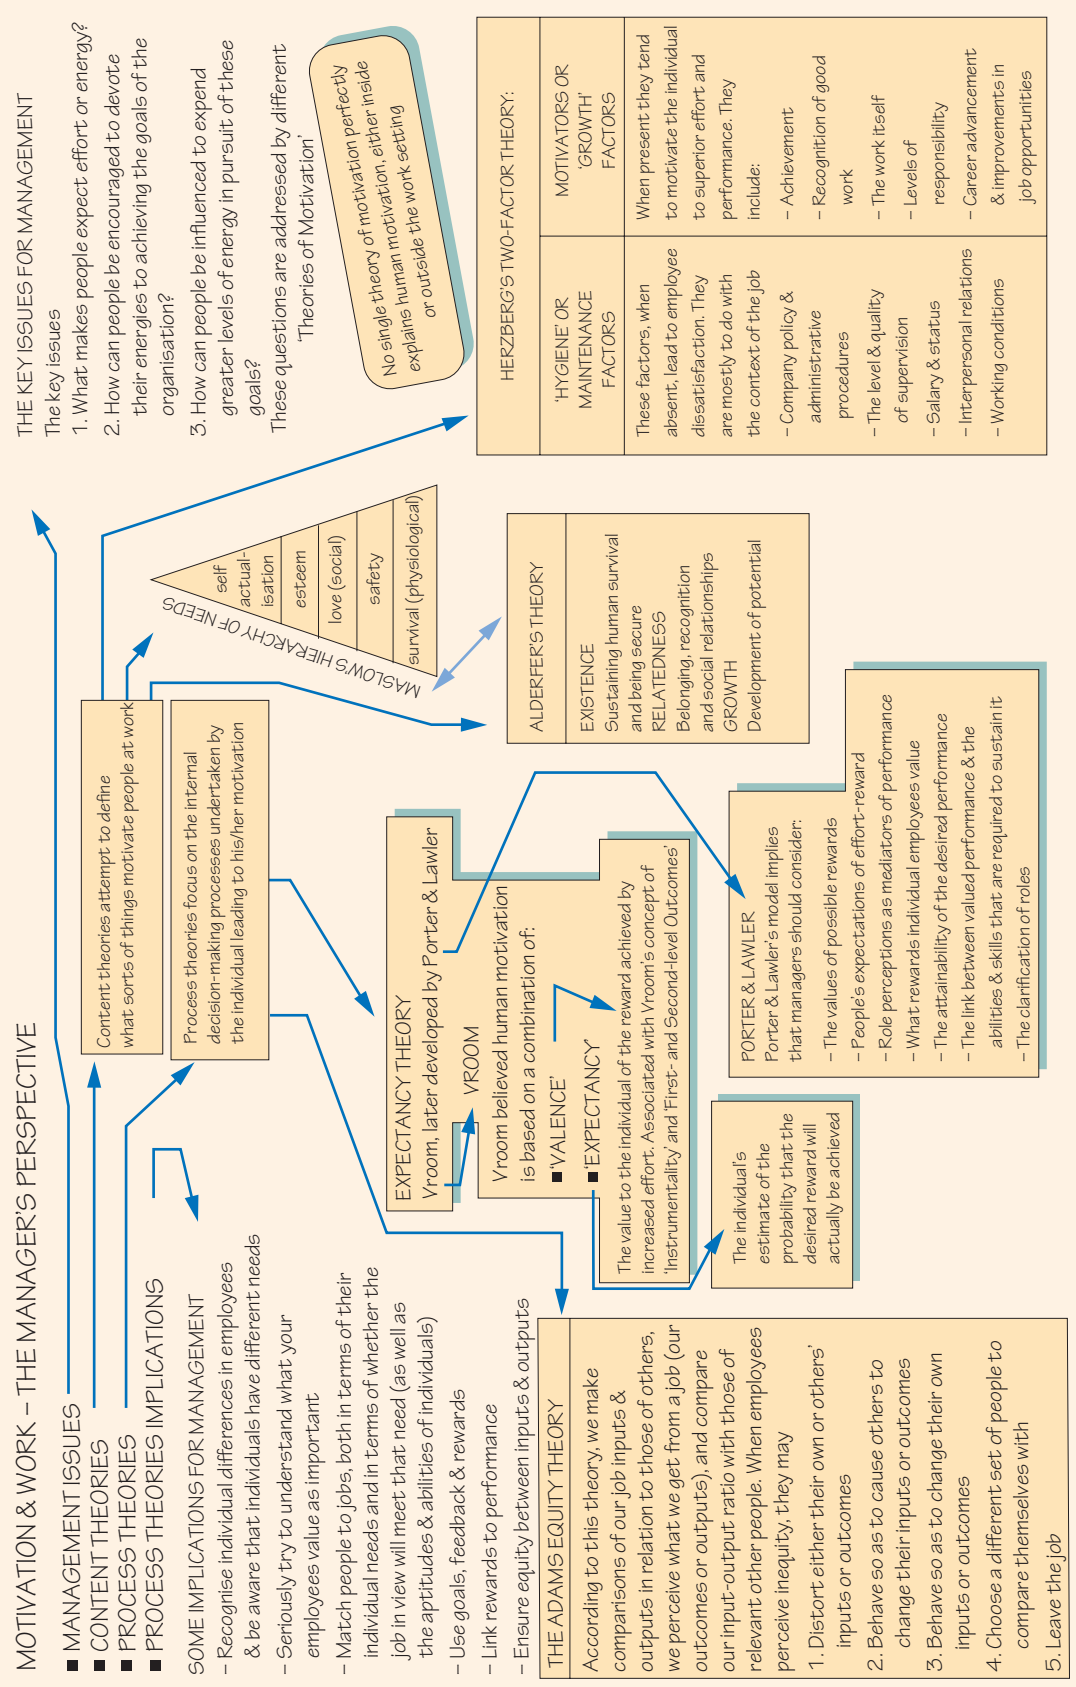 MOTIVATION & WORK – THE MANAGER'S PERSPECTIVE
■ MANAGEMENT ISSUES
■ CONTENT THEORIES
■ PROCESS THEORIES
■ PROCESS THEORIES IMPLICATIONS
SOME IMPLICATIONS FOR MANAGEMENT
– Recognise individual differences in employees
& be aware that individuals have different needs
– Seriously try to understand what your
employees value as important
– Match people to jobs, both in terms of their
individual needs and in terms of whether the
job in view will meet that need (as well as
the aptitudes & abilities of individuals)
– Use goals, feedback & rewards
– Link rewards to performance
– Ensure equity between inputs & outputs
THE ADAMS EQUITY THEORY
According to this theory, we make
comparisons of our job inputs &
outputs in relation to those of others,
we perceive what we get from a job (our
outcomes or outputs), and compare
our input-output ratio with those of
relevant other people. When employees
perceive inequity, they may
1. Distort either their own or others'
inputs or outcomes
2. Behave so as to cause others to
change their inputs or outcomes
3. Behave so as to change their own
inputs or outcomes
4. Choose a different set of people to
compare themselves with
5. Leave the job
Content theories attempt to define
what sorts of things motivate people at work
Process theories focus on the internal
decision-making processes undertaken by
the individual leading to his/her motivation
EXPECTANCY THEORY
Vroom, later developed by Porter & Lawler
VROOM
Vroom believed human motivation
is based on a combination of:
■ 'VALENCE'
■ 'EXPECTANCY'
The value to the individual of the reward achieved by
increased effort. Associated with Vroom's concept of
'Instrumentality' and 'First- and Second-level Outcomes'
The individual's
estimate of the
probability that the
desired reward will
actually be achieved
PORTER & LAWLER
Porter & Lawler's model implies
that managers should consider:
– The values of possible rewards
– People's expectations of effort-reward
– Role perceptions as mediators of performance
– What rewards individual employees value
– The attainability of the desired performance
– The link between valued performance & the
abilities & skills that are required to sustain it
– The clarification of roles
MASLOW'S HIERARCHY OF NEEDS
self
actual-
isation
esteem
love (social)
safety
survival (physiological)
ALDERFER'S THEORY
EXISTENCE
Sustaining human survival
and being secure
RELATEDNESS
Belonging, recognition
and social relationships
GROWTH
Development of potential
THE KEY ISSUES FOR MANAGEMENT
The key issues
1. What makes people expect effort or energy?
2. How can people be encouraged to devote
their energies to achieving the goals of the
organisation?
3. How can people be influenced to expend
greater levels of energy in pursuit of these
goals?
These questions are addressed by different
'Theories of Motivation'
No single theory of motivation perfectly
explains human motivation, either inside
or outside the work setting
HERZBERG'S TWO-FACTOR THEORY:
'HYGIENE' OR
MAINTENANCE
FACTORS
These factors, when
absent, lead to employee
dissatisfaction. They
are mostly to do with
the context of the job
– Company policy &
administrative
procedures
– The level & quality
of supervision
– Salary & status
– Interpersonal relations
– Working conditions
MOTIVATORS OR
'GROWTH'
FACTORS
When present they tend
to motivate the individual
to superior effort and
performance. They
include:
– Achievement
– Recognition of good
work
– The work itself
– Levels of
responsibility
– Career advancement
& improvements in
job opportunities